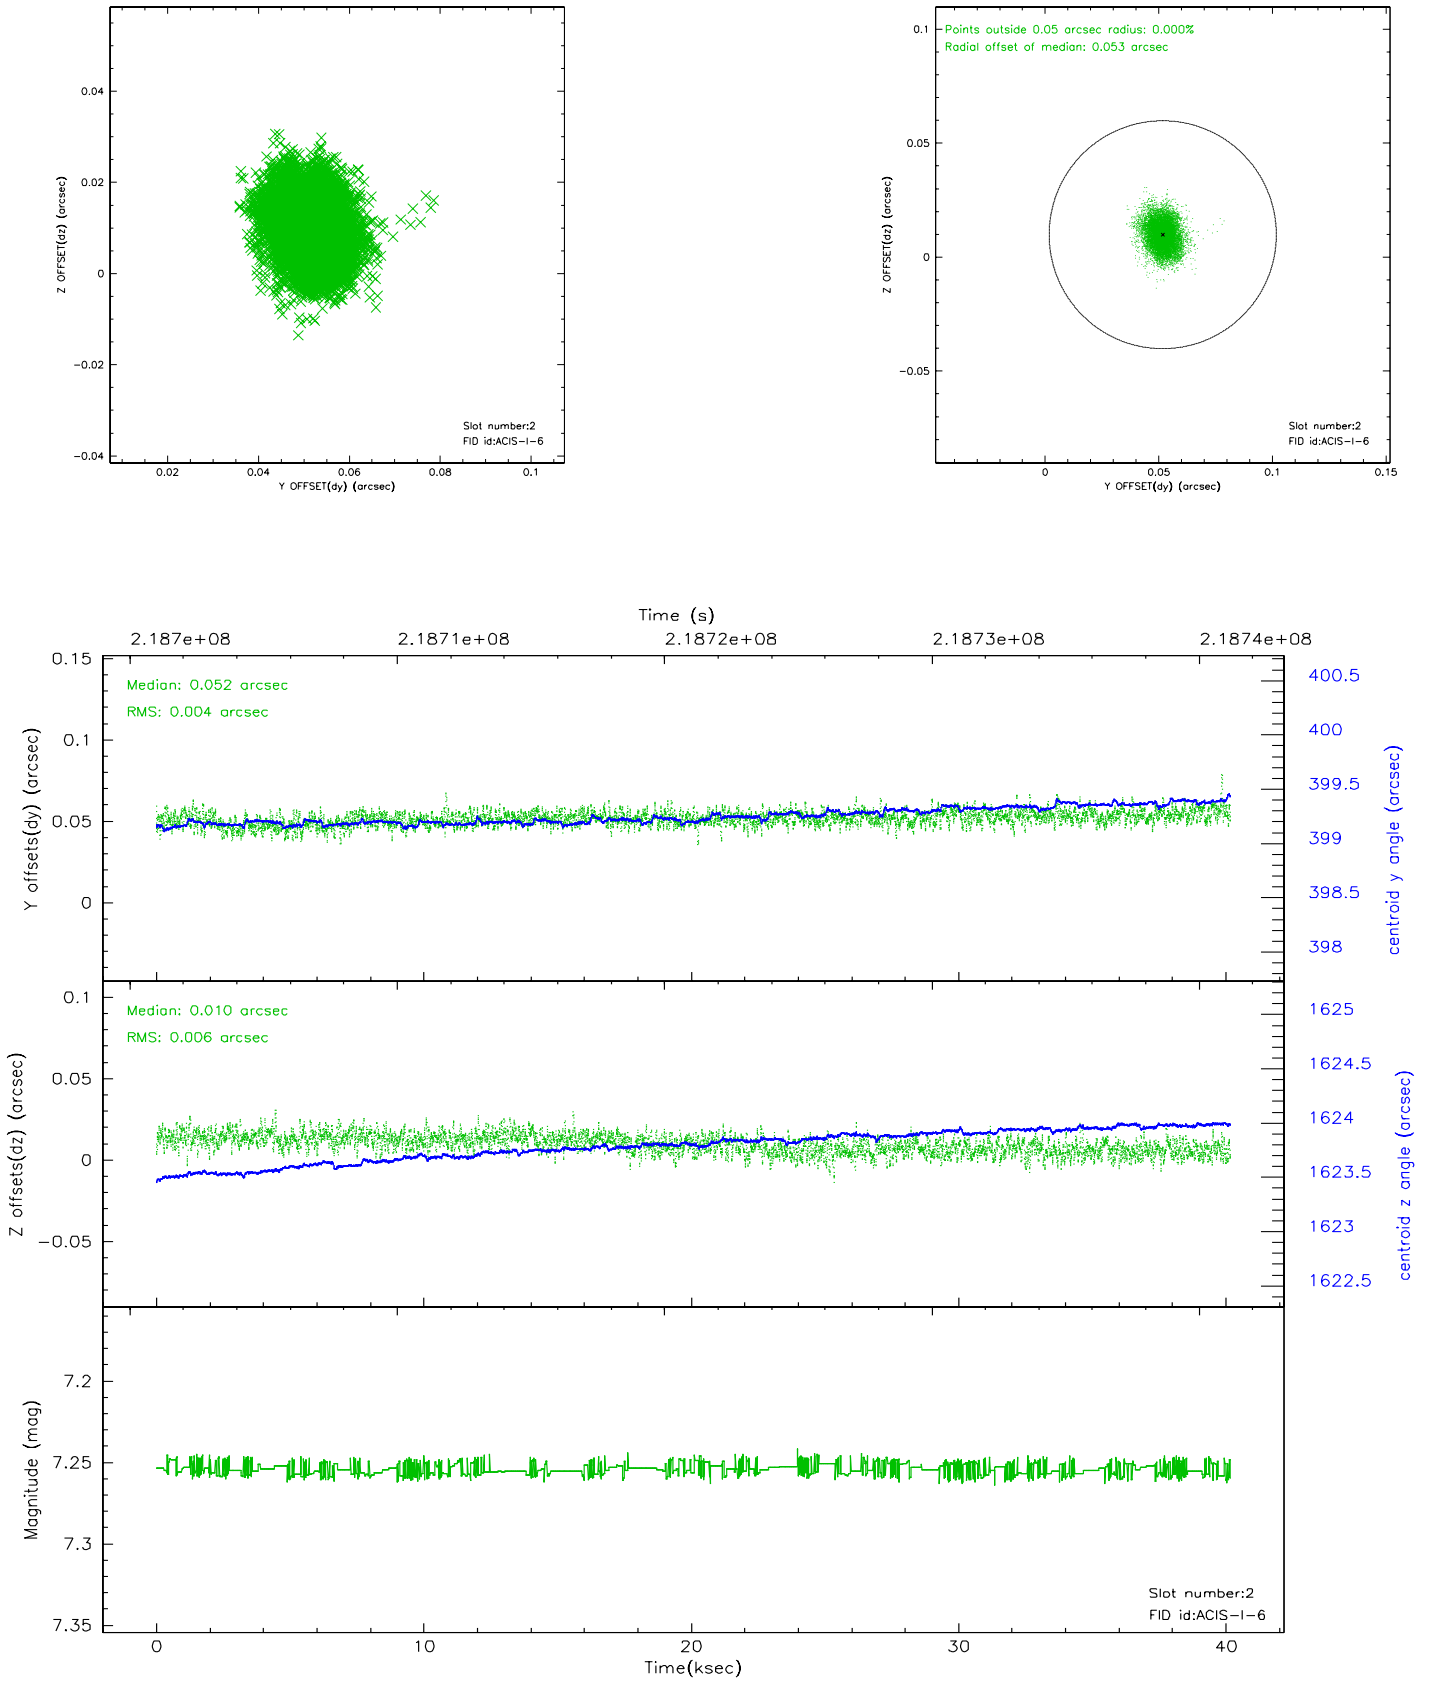 0.04
0.02
0
−0.02
−0.04
Z OFFSET(dz) (arcsec)
Slot number:2
FID id:ACIS−I−6
0.02 0.04 0.06 0.08 0.1
Y OFFSET(dy) (arcsec)
Points outside 0.05 arcsec radius: 0.000%
Radial offset of median: 0.053 arcsec
0.1
0.05
0
−0.05
Z OFFSET(dz) (arcsec)
Slot number:2
FID id:ACIS−I−6
0 0.05 0.1 0.15
Y OFFSET(dy) (arcsec)
Time (s)
2.187e+08 2.1871e+08 2.1872e+08 2.1873e+08 2.1874e+08
Median: 0.052 arcsec
RMS: 0.004 arcsec
0.15
0.1
0.05
0
Y offsets(dy) (arcsec)
400.5
400
399.5
399
398.5
398
centroid y angle (arcsec)
Median: 0.010 arcsec
RMS: 0.006 arcsec
0.1
0.05
0
−0.05
Z offsets(dz) (arcsec)
1625
1624.5
1624
1623.5
1623
1622.5
centroid z angle (arcsec)
7.2
7.25
7.3
7.35
Magnitude (mag)
Slot number:2
FID id:ACIS−I−6
0 10 20 30 40
Time(ksec)